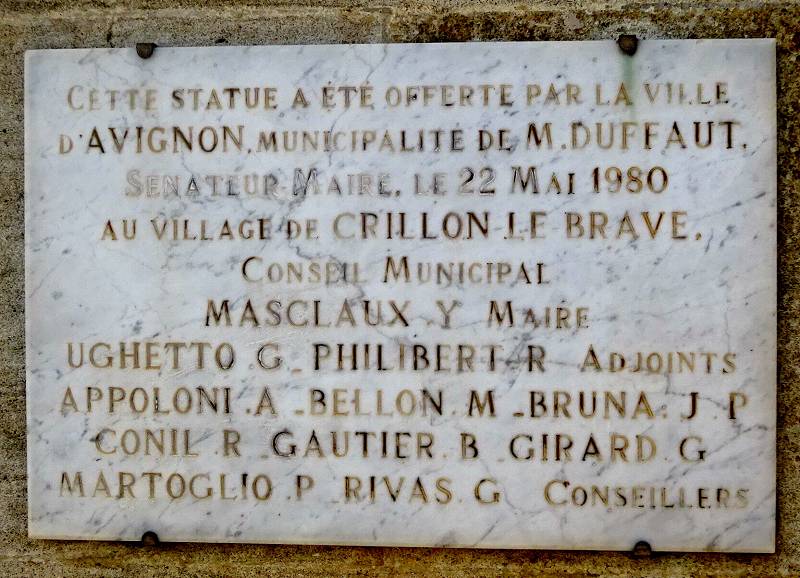 CETTE STATUE A ÉTÉ OFFERTE PAR LA VILLE
D'AVIGNON, MUNICIPALITÉ DE M. DUFFAUT,
SENATEUR-MAIRE, LE 22 MAI 1980
AU VILLAGE DE CRILLON-LE BRAVE,
CONSEIL MUNICIPAL
MASCLAUX .Y MAIRE
UGHETTO .G -PHILIBERT. R ADJOINTS
APPOLONI .A -BELLON. M -BRUNA. J. P
CONIL .R -GAUTIER. B -GIRARD. G
MARTOGLIO .P -RIVAS. G CONSEILLERS